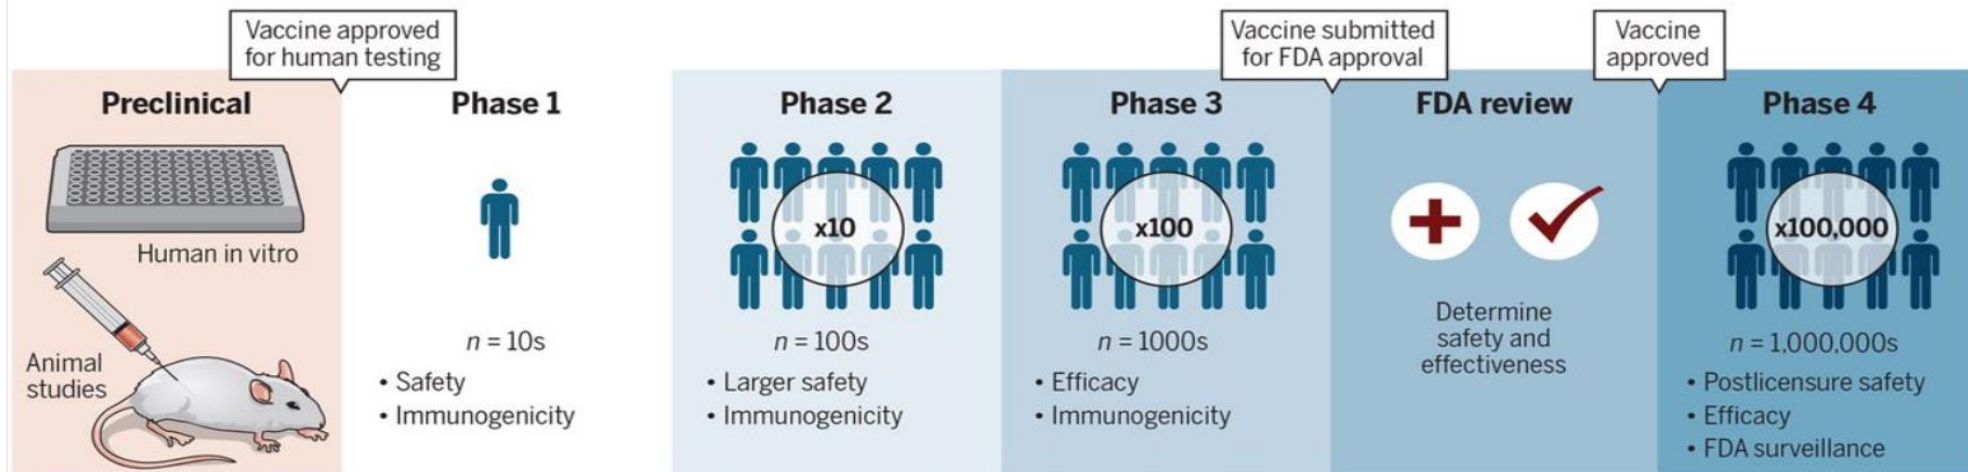 Vaccine approved
for human testing
Vaccine submitted
for FDA approval
Vaccine
approved
Preclinical
Human in vitro
Animal
studies
Phase 1
n = 10s
• Safety
• Immunogenicity
Phase 2
x10
n = 100s
• Larger safety
• Immunogenicity
Phase 3
x100
n = 1000s
• Efficacy
• Immunogenicity
FDA review
Determine
safety and
effectiveness
Phase 4
x100,000
n = 1,000,000s
• Postlicensure safety
• Efficacy
• FDA surveillance